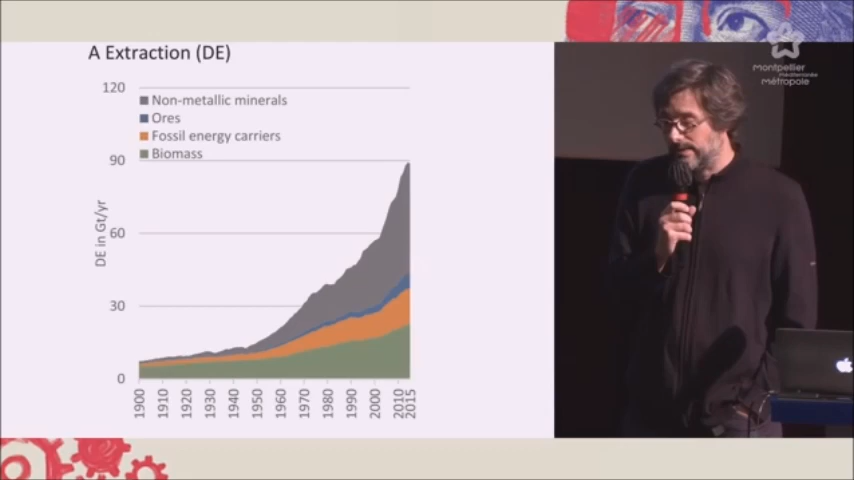 A Extraction (DE)
120
Non-metallic minerals
Ores
Fossil energy carriers
Biomass
90
DE in Gt/yr
60
30
0
1900
1910
1920
1930
1940
1950
1960
1970
1980
1990
2000
2010
2015
montpellier
méditerranée
métropole